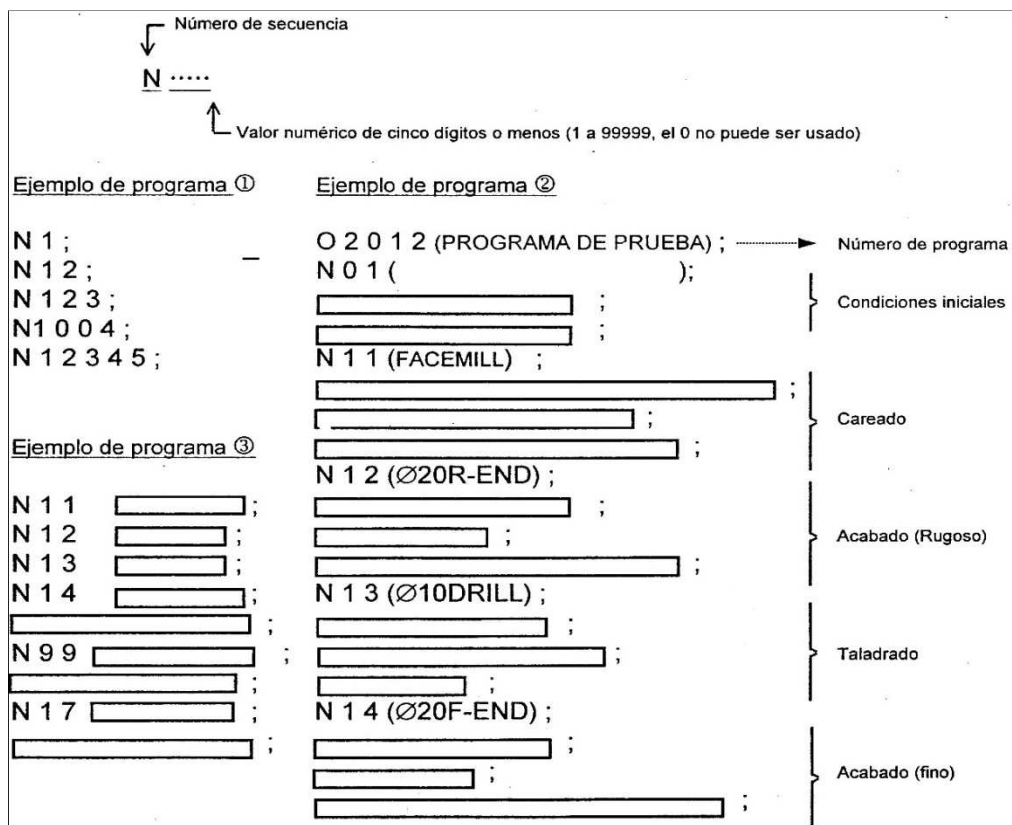 Número de secuencia
N .....
Valor numérico de cinco dígitos o menos (1 a 99999, el 0 no puede ser usado)
Ejemplo de programa ①
N 1 ;
N 1 2 ;
N 1 2 3 ;
N1 0 0 4 ;
N 1 2 3 4 5 ;
Ejemplo de programa ②
O 2 0 1 2 (PROGRAMA DE PRUEBA) ; Número de programa
N 0 1 ( );
; Condiciones iniciales
;
N 1 1 (FACEMILL) ;
;
; Careado
;
N 1 2 (Ø20R-END) ;
;
; Acabado (Rugoso)
;
N 1 3 (Ø10DRILL) ;
;
; Taladrado
;
N 1 4 (Ø20F-END) ;
;
; Acabado (fino)
;
Ejemplo de programa ③
N 1 1 ;
N 1 2 ;
N 1 3 ;
N 1 4 ;
;
N 9 9 ;
;
N 1 7 ;
;